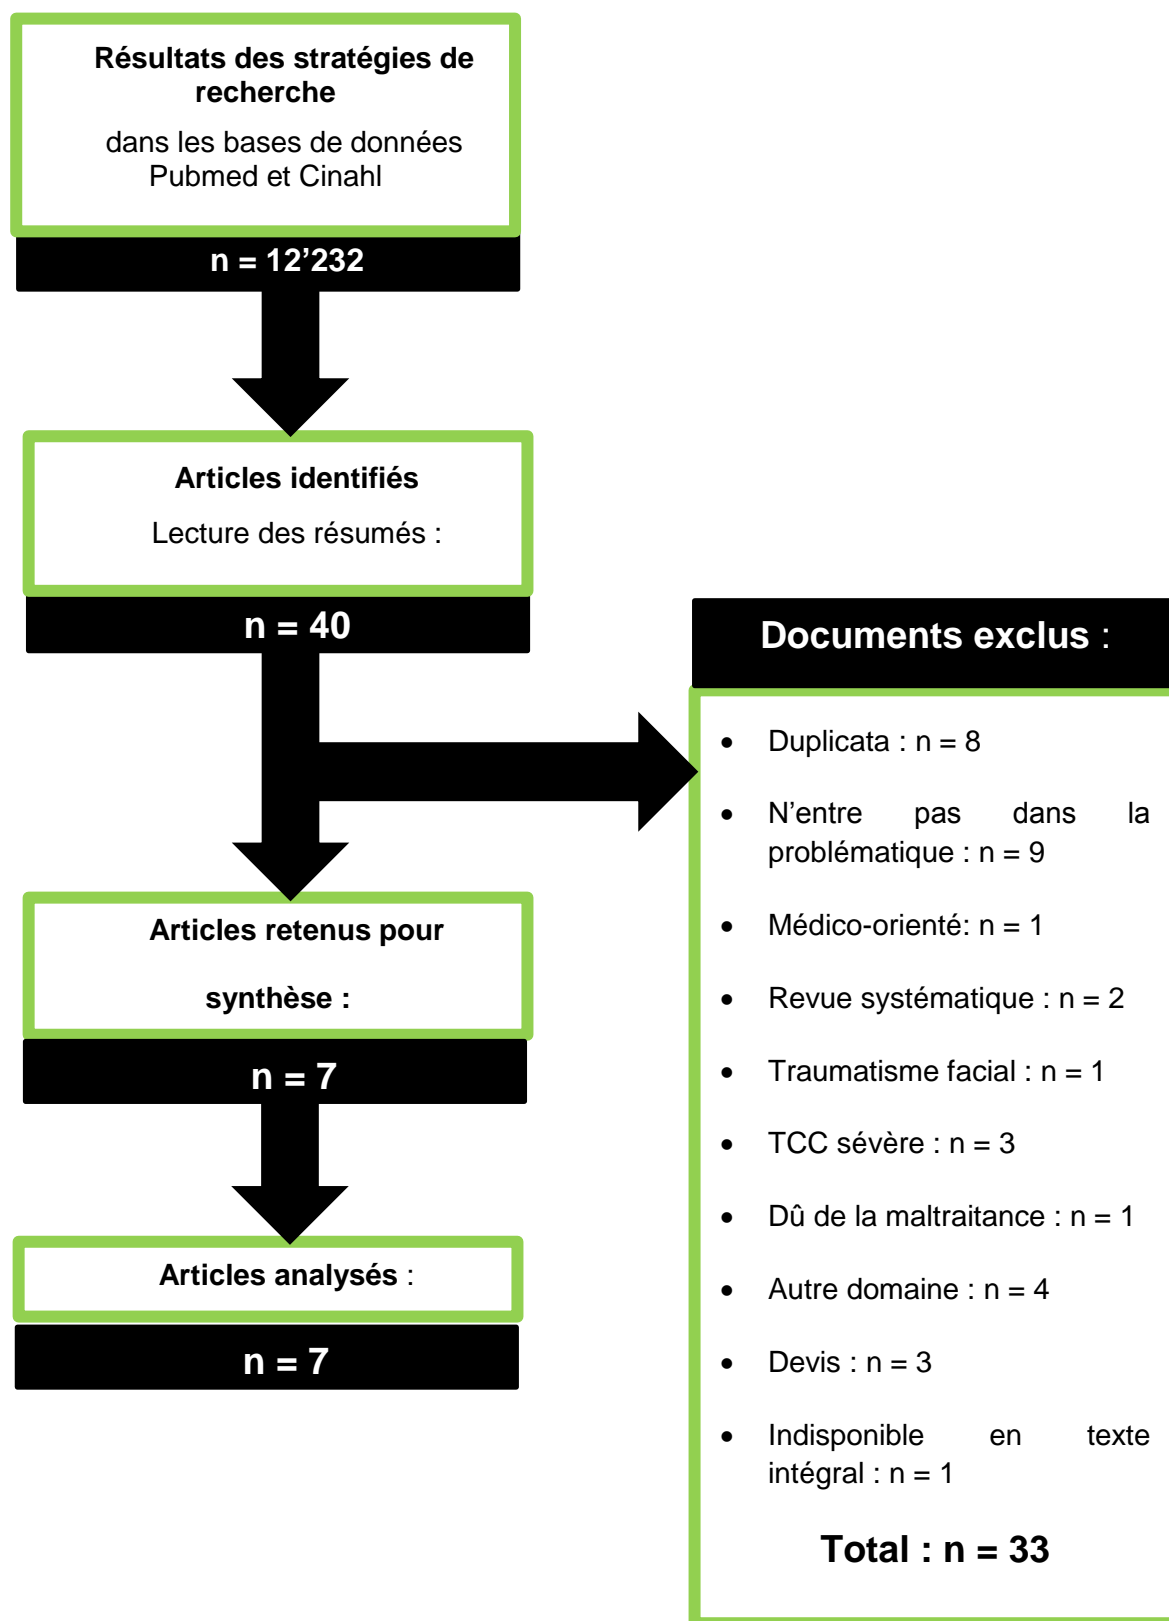 Résultats des stratégies de
recherche
dans les bases de données
Pubmed et Cinahl
n = 12’232
Articles identifiés
Lecture des résumés :
n = 40
Documents exclus :
• Duplicata : n = 8
• N’entre pas dans la
problématique : n = 9
• Médico-orienté: n = 1
• Revue systématique : n = 2
• Traumatisme facial : n = 1
• TCC sévère : n = 3
• Dû de la maltraitance : n = 1
• Autre domaine : n = 4
• Devis : n = 3
• Indisponible en texte
intégral : n = 1
Total : n = 33
Articles retenus pour
synthèse :
n = 7
Articles analysés :
n = 7